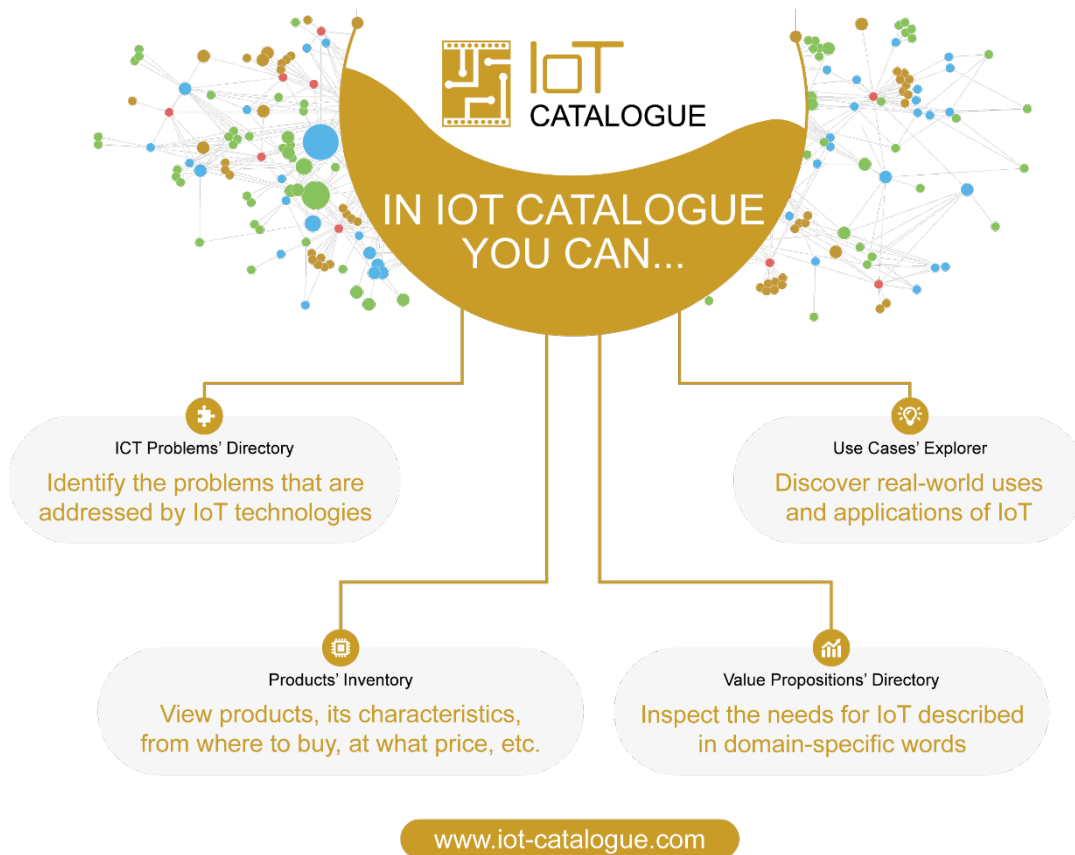 IoT
CATALOGUE
IN IOT CATALOGUE
YOU CAN...
ICT Problems’ Directory
Identify the problems that are
addressed by IoT technologies
Use Cases’ Explorer
Discover real-world uses
and applications of IoT
Products’ Inventory
View products, its characteristics,
from where to buy, at what price, etc.
Value Propositions’ Directory
Inspect the needs for IoT described
in domain-specific words
www.iot-catalogue.com